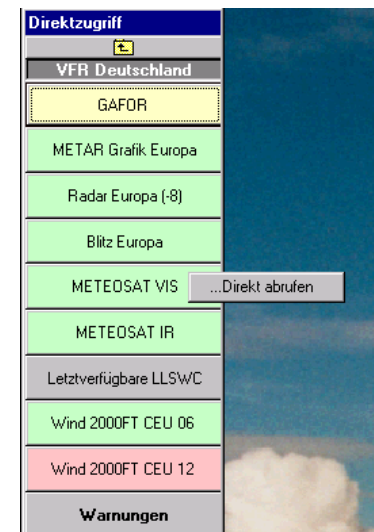 Direktzugriff
VFR Deutschland
GAFOR
METAR Grafik Europa
Radar Europa (-8)
Blitz Europa
METEOSAT VIS
...Direkt abrufen
METEOSAT IR
Letztverfügbare LLSWC
Wind 2000FT CEU 06
Wind 2000FT CEU 12
Warnungen